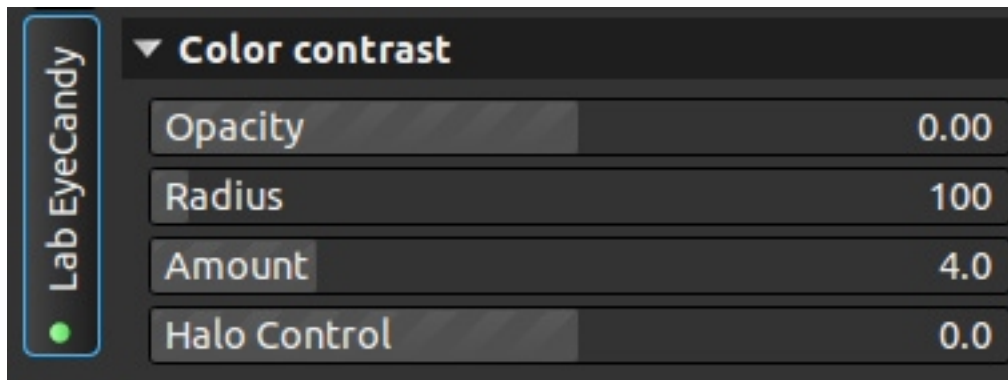 Lab EyeCandy
Color contrast
Opacity 0.00
Radius 100
Amount 4.0
Halo Control 0.0